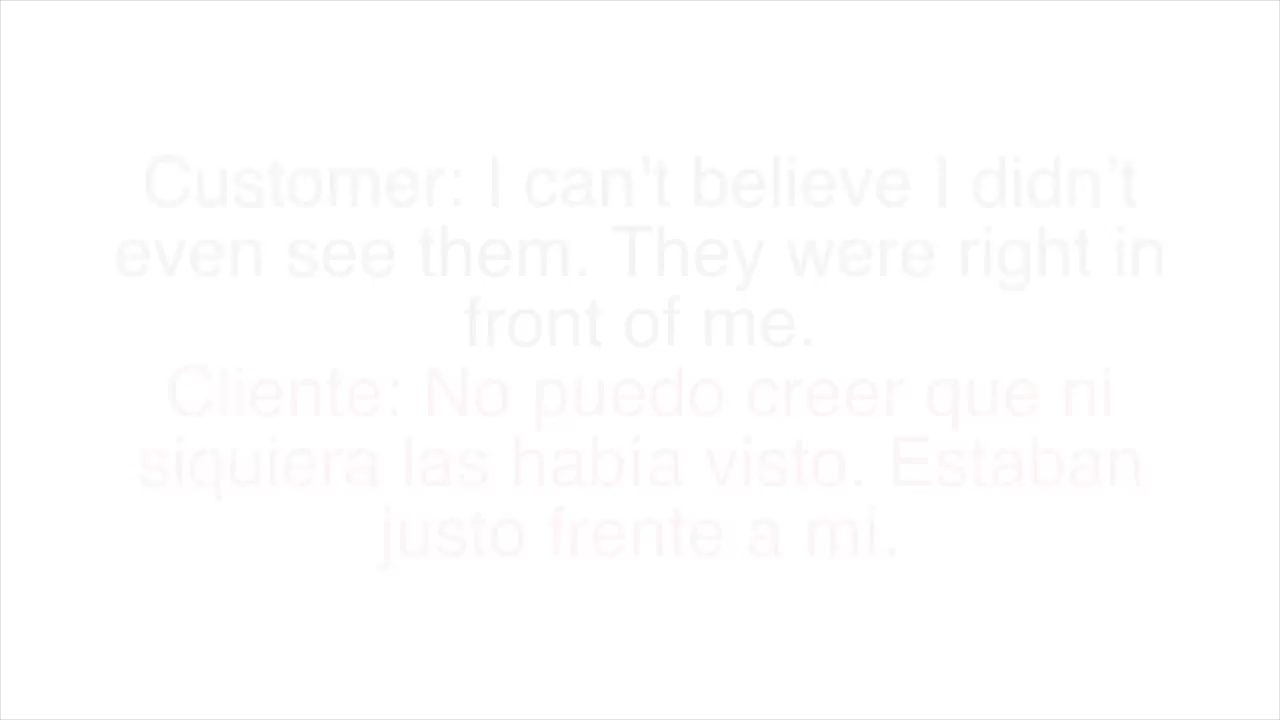 Customer: I can't believe I didn't
even see them. They were right in
front of me.
Cliente: No puedo creer que ni
siquiera las había visto. Estaban
justo frente a mí.